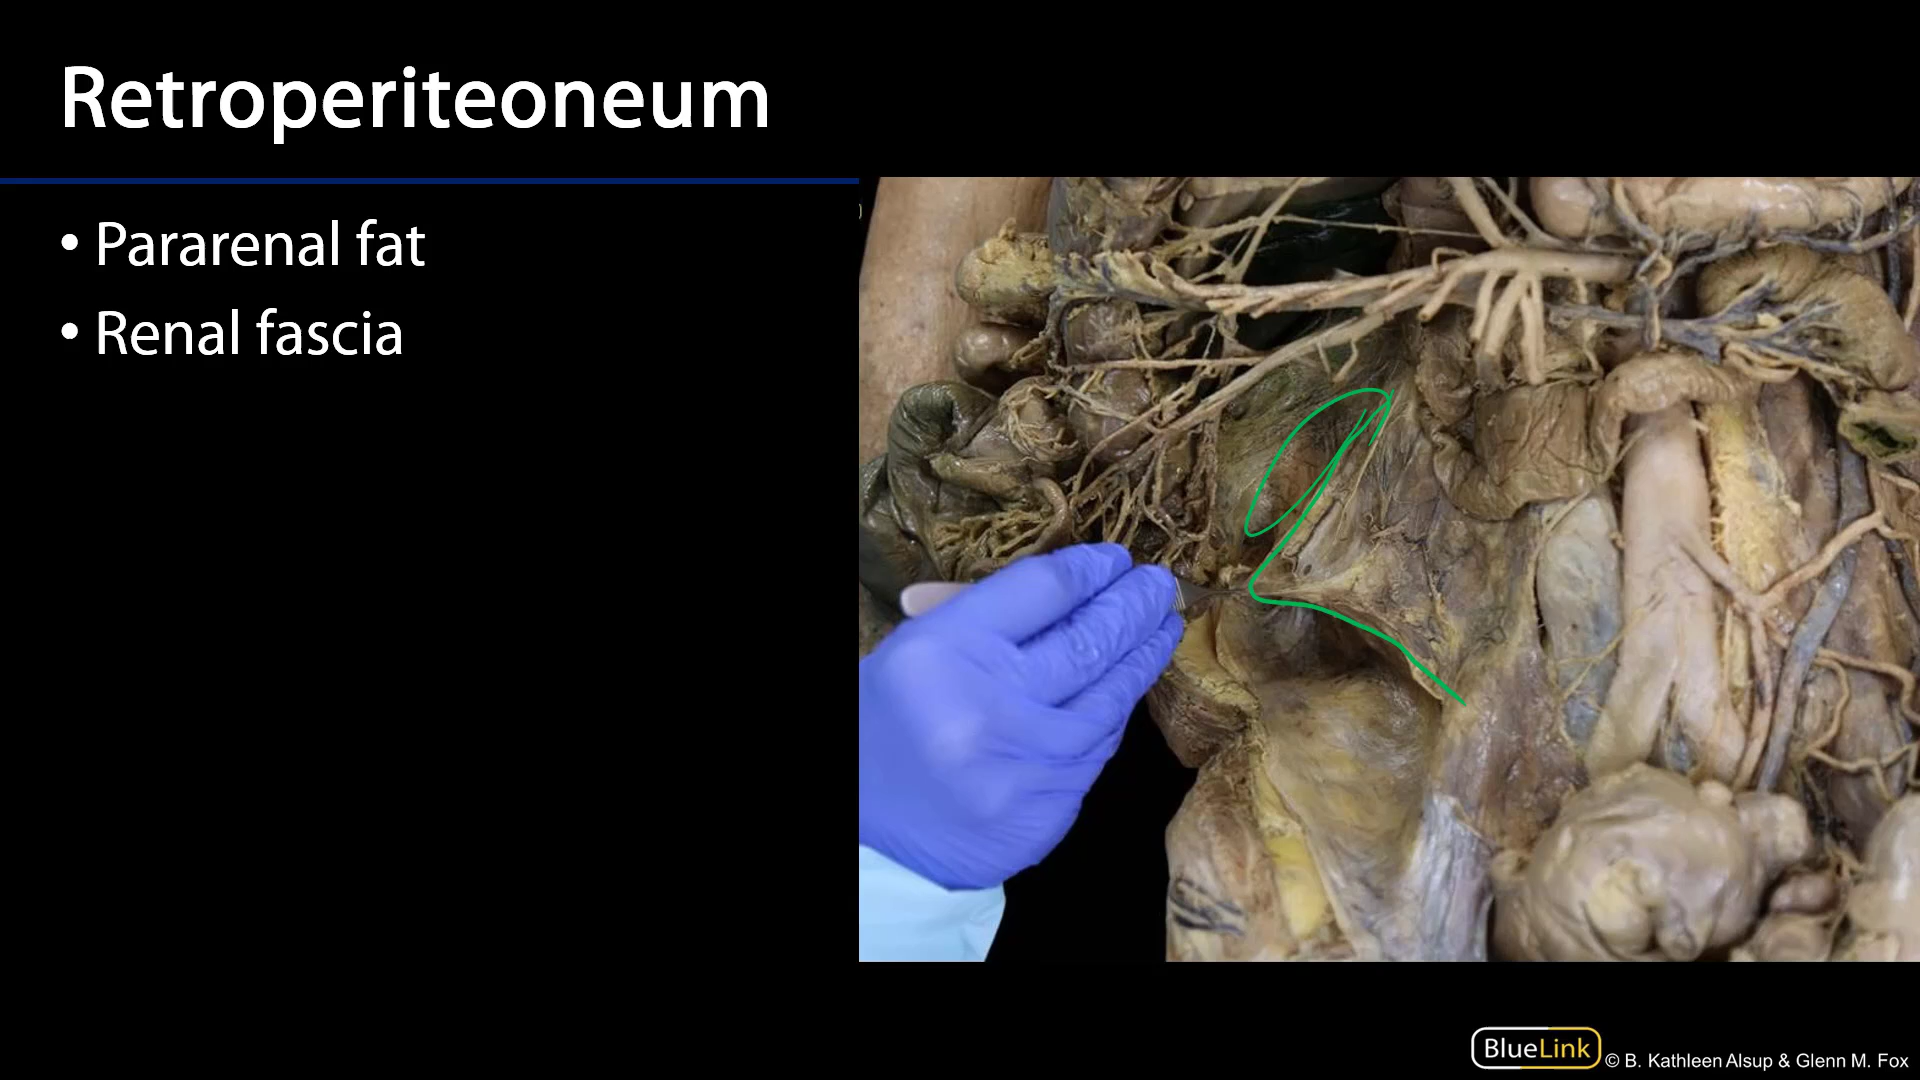 Retroperiteoneum
• Pararenal fat
• Renal fascia
BlueLink © B. Kathleen Alsup & Glenn M. Fox